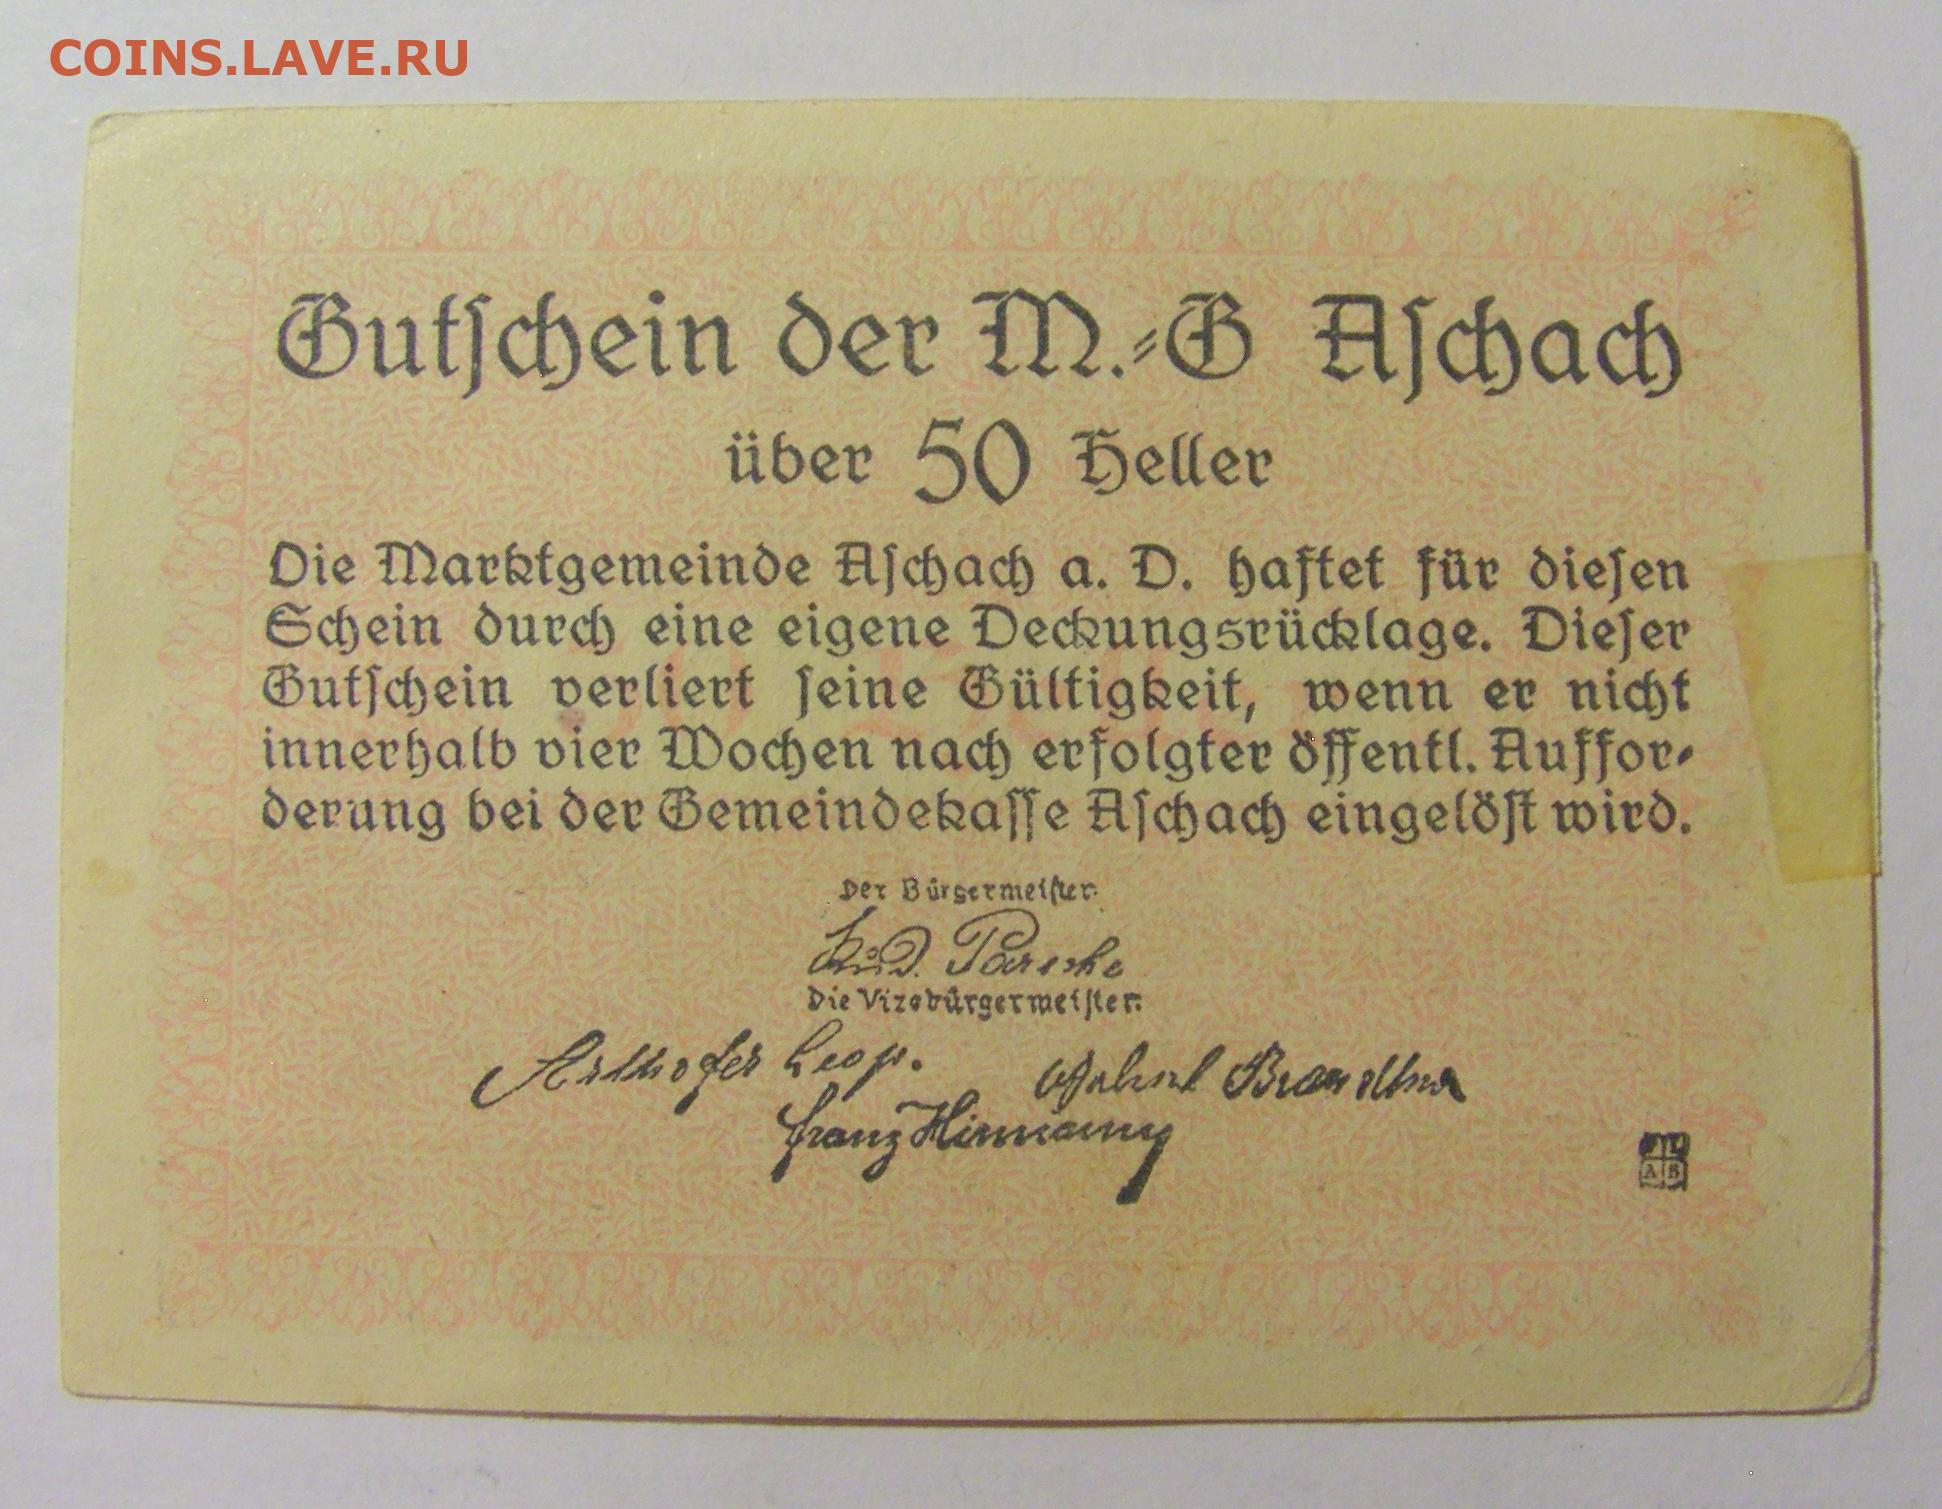 COINS.LAVE.RU
Gutschein der M.-G Aschach
über 50 Heller
Die Marktgemeinde Aschach a. D. haftet für diesen
Schein durch eine eigene Deckungsrücklage. Dieser
Gutschein verliert seine Gültigkeit, wenn er nicht
innerhalb vier Wochen nach erfolgter öffentl. Auffor-
derung bei der Gemeindekasse Aschach eingelöst wird.
Der Bürgermeister:
Die Vizebürgermeister:
Leop.
Franz